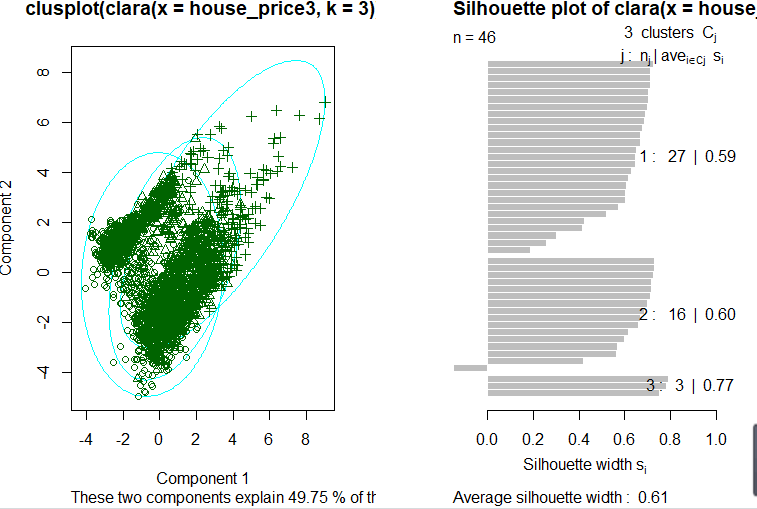 clusplot(clara(x = house_price3, k = 3)
Component 2
8
6
4
2
0
-2
-4
-4 -2 0 2 4 6 8
Component 1
These two components explain 49.75 % of th
Silhouette plot of clara(x = house_
n = 46
3 clusters Cj
j : nj | avei∈Cj si
1 : 27 | 0.59
2 : 16 | 0.60
3 : 3 | 0.77
0.0 0.2 0.4 0.6 0.8 1.0
Silhouette width si
Average silhouette width : 0.61